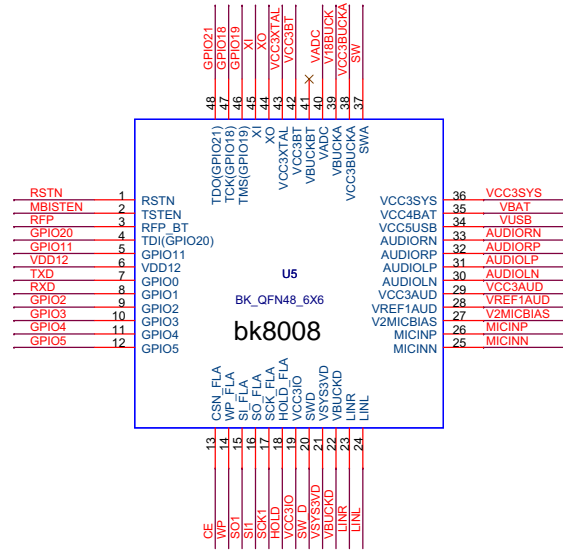 GPIO21
GPIO18
GPIO19
XI
XO
VCC3XTAL
VCC3BT
VADC
V18BUCK
VCC3BUCKA
SW
48
47
46
45
44
43
42
41
40
39
38
37
TDO(GPIO21)
TCK(GPIO18)
TMS(GPIO19)
XI
XO
VCC3XTAL
VCC3BT
VBUCKBT
VADC
VBUCKA
VCC3BUCKA
SWA
RSTN 1 RSTN
MBISTEN 2 TSTEN
RFP 3 RFP_BT
GPIO20 4 TDI(GPIO20)
GPIO11 5 GPIO11
VDD12 6 VDD12
TXD 7 GPIO0
RXD 8 GPIO1
GPIO2 9 GPIO2
GPIO3 10 GPIO3
GPIO4 11 GPIO4
GPIO5 12 GPIO5
U5
BK_QFN48_6X6
bk8008
VCC3SYS 36 VCC3SYS
VCC4BAT 35 VBAT
VCC5USB 34 VUSB
AUDIORN 33 AUDIORN
AUDIORP 32 AUDIORP
AUDIOLP 31 AUDIOLP
AUDIOLN 30 AUDIOLN
VCC3AUD 29 VCC3AUD
VREF1AUD 28 VREF1AUD
V2MICBIAS 27 V2MICBIAS
MICINP 26 MICINP
MICINN 25 MICINN
CSN_FLA
WP_FLA
SI_FLA
SO_FLA
SCK_FLA
HOLD_FLA
VCC3IO
SWD
VSYS3VD
VBUCKD
LINR
LINL
13
14
15
16
17
18
19
20
21
22
23
24
CE
WP
SO1
SI1
SCK1
HOLD
VCC3IO
SW_D
VSYS3VD
VBUCKD
LINR
LINL